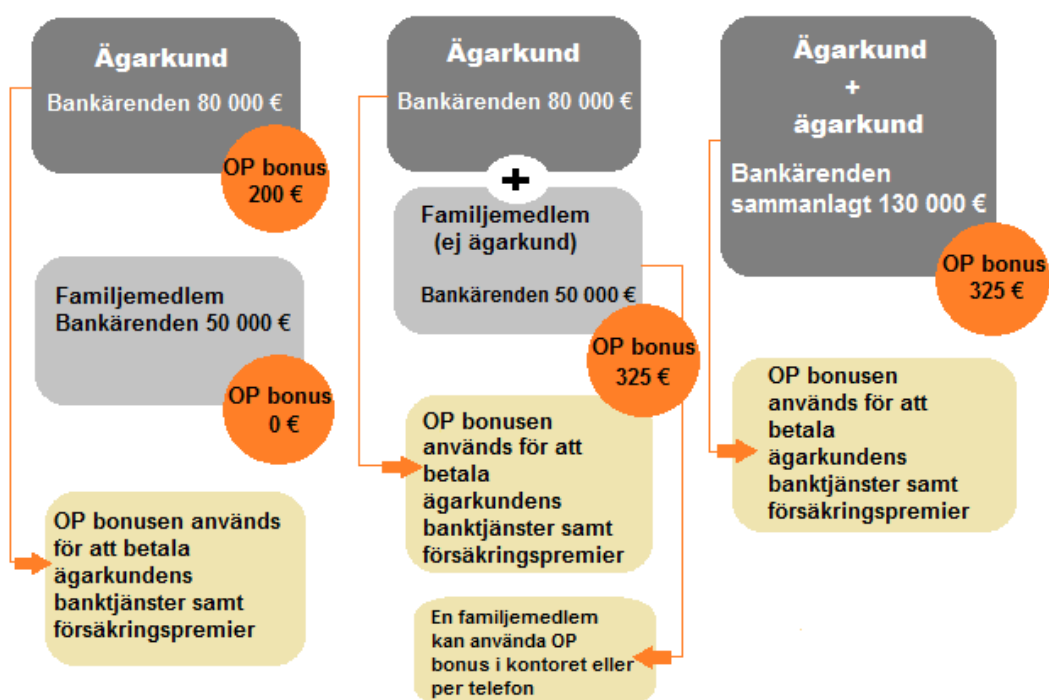 Ägarkund
Bankärenden 80 000 €
OP bonus
200 €
Familjemedlem
Bankärenden 50 000 €
OP bonus
0 €
OP bonusen används
för att betala
ägarkundens
banktjänster samt
försäkringspremier
Ägarkund
Bankärenden 80 000 €
+
Familjemedlem
(ej ägarkund)
Bankärenden 50 000 €
OP bonus
325 €
OP bonusen
används för att
betala
ägarkundens
banktjänster samt
försäkringspremier
En familjemedlem
kan använda OP
bonus i kontoret eller
per telefon
Ägarkund
+
ägarkund
Bankärenden
sammanlagt 130 000 €
OP bonus
325 €
OP bonusen
används för att
betala
ägarkundens
banktjänster samt
försäkringspremier